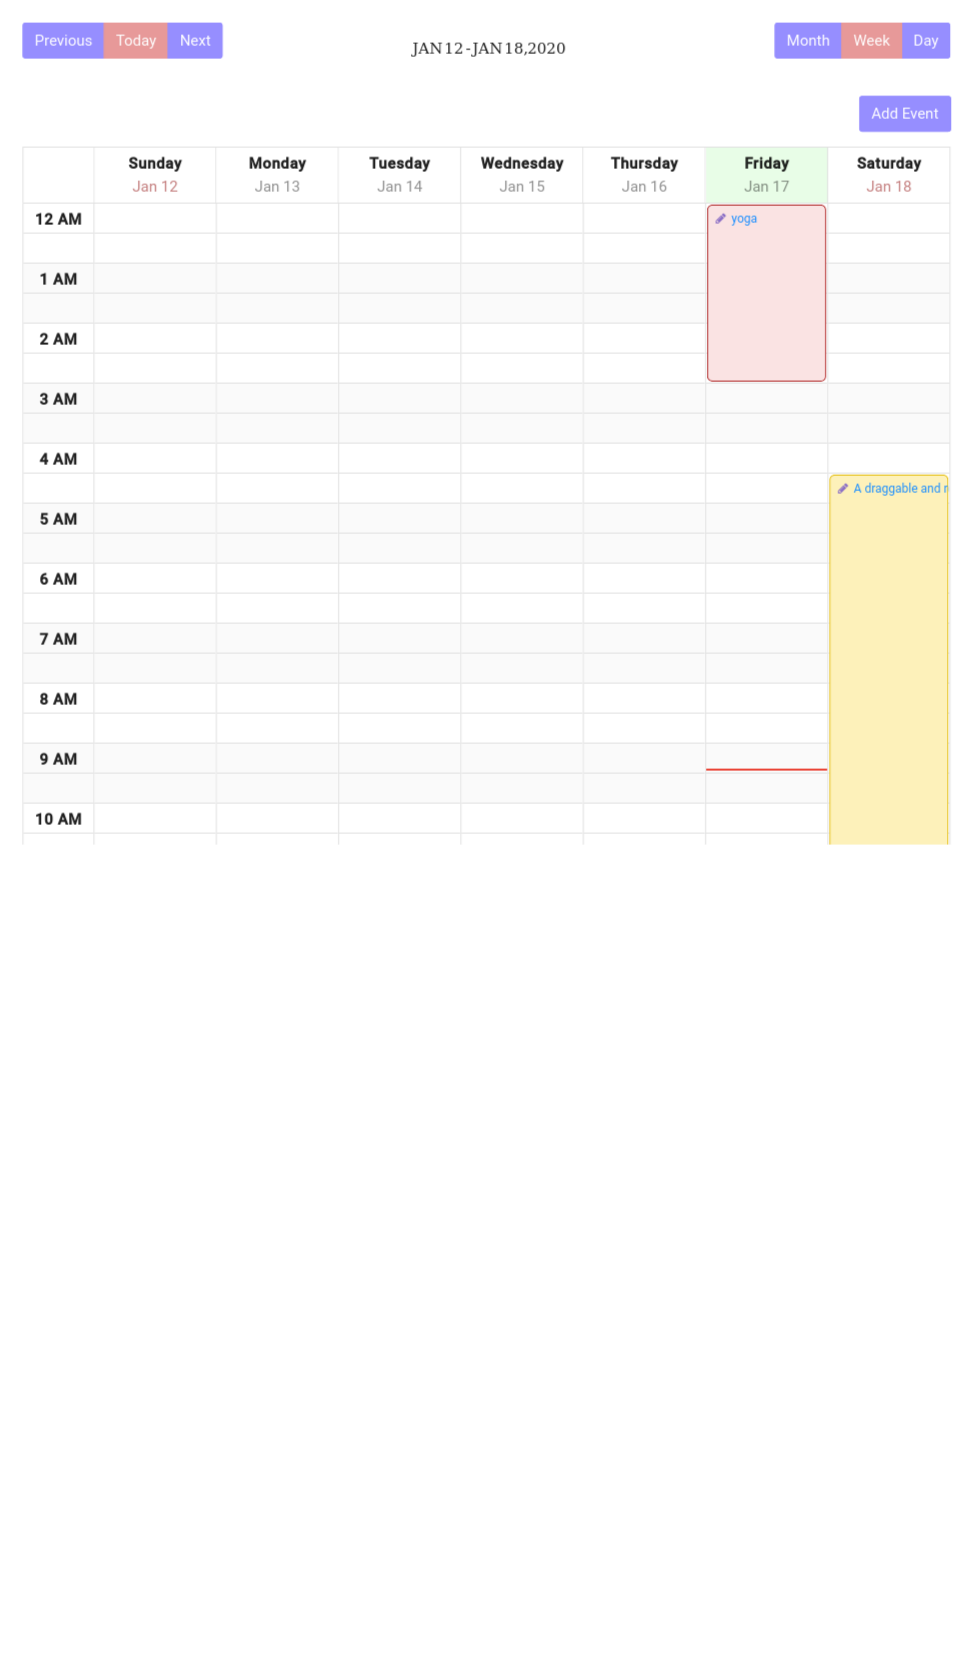 Previous Today Next
JAN 12 - JAN 18, 2020
Month Week Day
Add Event
Sunday Monday Tuesday Wednesday Thursday Friday Saturday
Jan 12 Jan 13 Jan 14 Jan 15 Jan 16 Jan 17 Jan 18
12 AM
yoga
1 AM
2 AM
3 AM
4 AM
A draggable and r
5 AM
6 AM
7 AM
8 AM
9 AM
10 AM